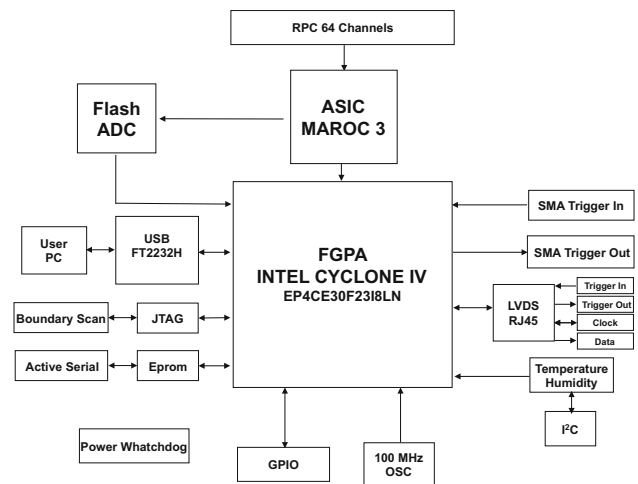 RPC 64 Channels
Flash
ADC
ASIC
MAROC 3
User
PC
USB
FT2232H
FGPA
INTEL CYCLONE IV
EP4CE30F23I8LN
SMA Trigger In
SMA Trigger Out
LVDS
RJ45
Trigger In
Trigger Out
Clock
Data
Boundary Scan
JTAG
Active Serial
Eprom
Temperature
Humidity
I²C
Power Whatchdog
GPIO
100 MHz
OSC